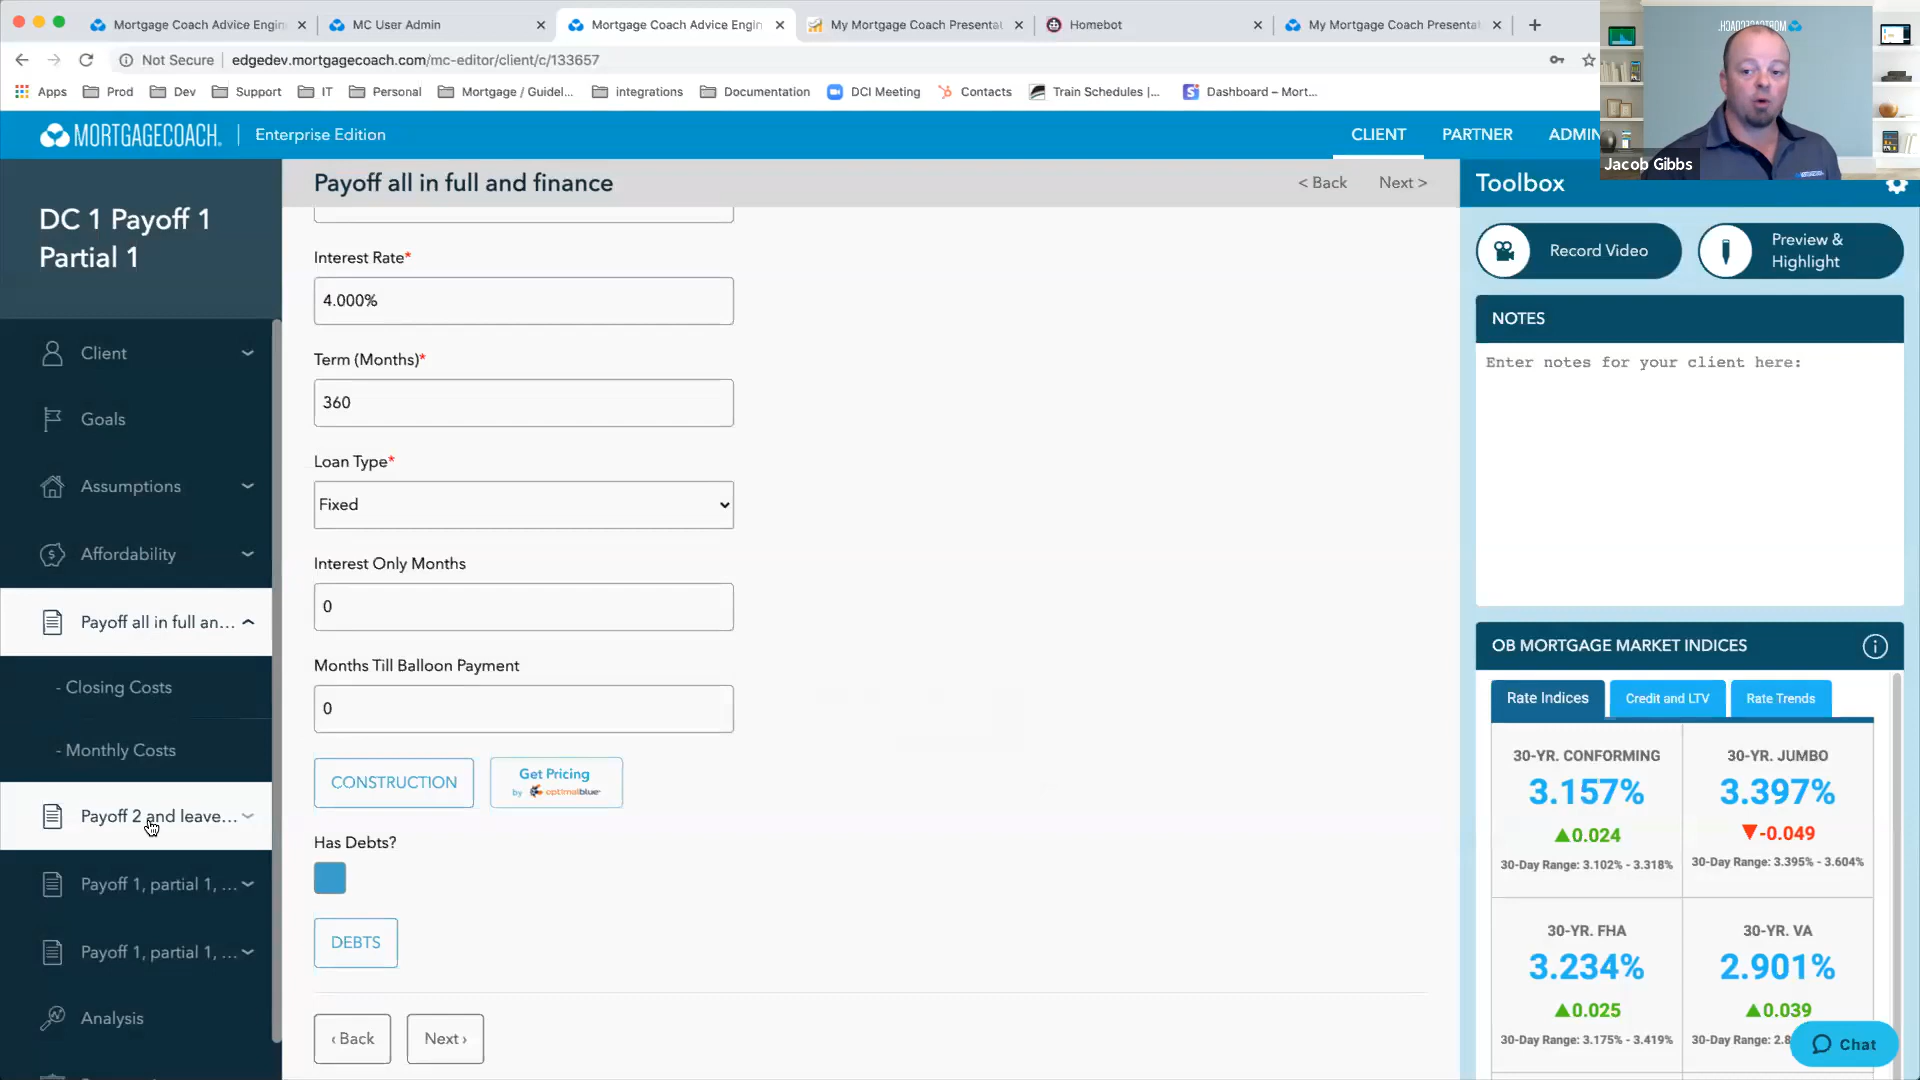 Mortgage Coach Advice Engin
MC User Admin
Mortgage Coach Advice Engin
My Mortgage Coach Presentat
Homebot
My Mortgage Coach Presentat
Not Secure
edgedev.mortgagecoach.com/mc-editor/client/c/133657
Apps
Prod
Dev
Support
IT
Personal
Mortgage / Guidel...
integrations
Documentation
DCI Meeting
Contacts
Train Schedules |...
Dashboard – Mort...
MORTGAGECOACH.
Enterprise Edition
CLIENT
PARTNER
ADMIN
MORTGAGECOACH.
Jacob Gibbs
DC 1 Payoff 1
Partial 1
Client
Goals
Assumptions
Affordability
Payoff all in full an...
- Closing Costs
- Monthly Costs
Payoff 2 and leave...
Payoff 1, partial 1, ...
Payoff 1, partial 1, ...
Analysis
Payoff all in full and finance
< Back
Next >
Interest Rate*
4.000%
Term (Months)*
360
Loan Type*
Fixed
Interest Only Months
0
Months Till Balloon Payment
0
CONSTRUCTION
Get Pricing
by optimalblue
Has Debts?
DEBTS
‹ Back
Next ›
Toolbox
Record Video
Preview &
Highlight
NOTES
Enter notes for your client here:
OB MORTGAGE MARKET INDICES
Rate Indices
Credit and LTV
Rate Trends
30-YR. CONFORMING
3.157%
▲0.024
30-Day Range: 3.102% - 3.318%
30-YR. JUMBO
3.397%
▼-0.049
30-Day Range: 3.395% - 3.604%
30-YR. FHA
3.234%
▲0.025
30-Day Range: 3.175% - 3.419%
30-YR. VA
2.901%
▲0.039
30-Day Range: 2.8
Chat